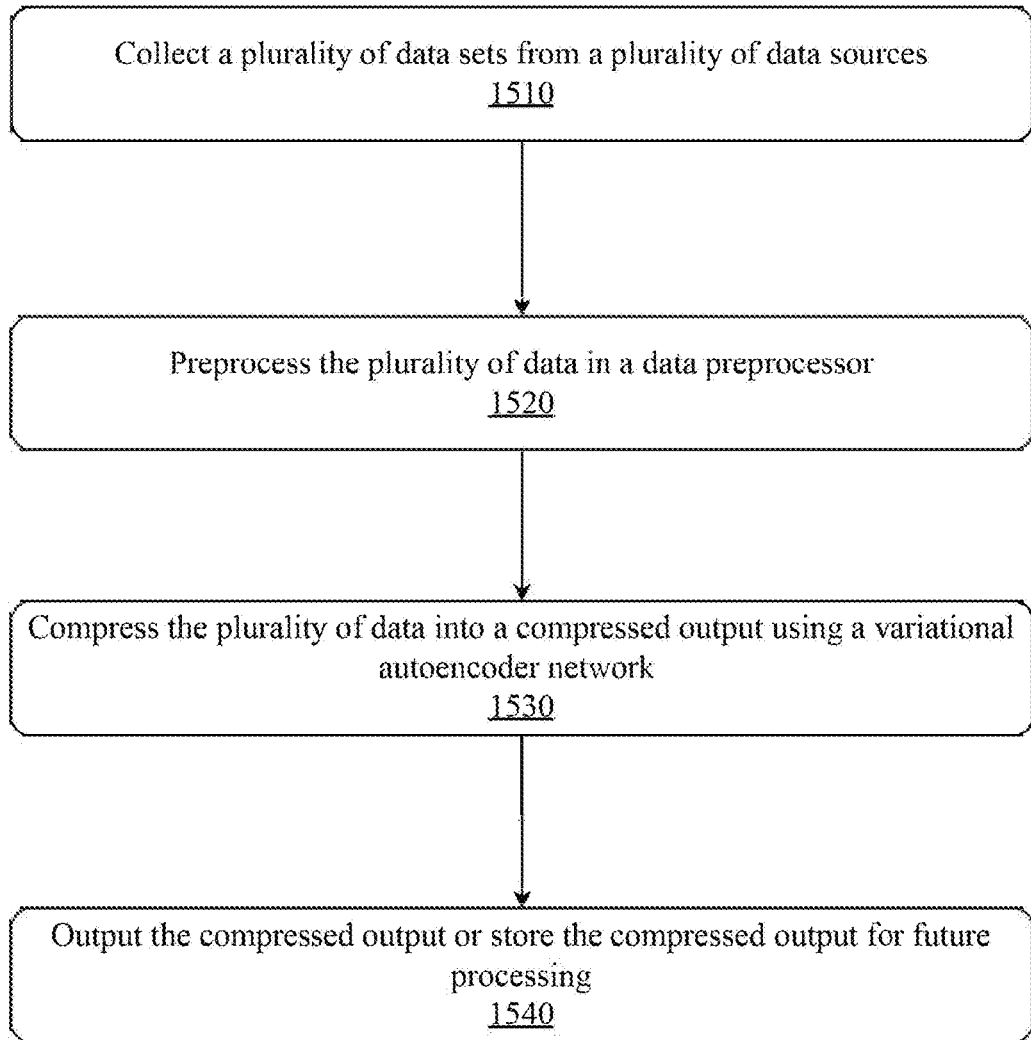 Collect a plurality of data sets from a plurality of data sources
1510
Preprocess the plurality of data in a data preprocessor
1520
Compress the plurality of data into a compressed output using a variational
autoencoder network
1530
Output the compressed output or store the compressed output for future
processing
1540